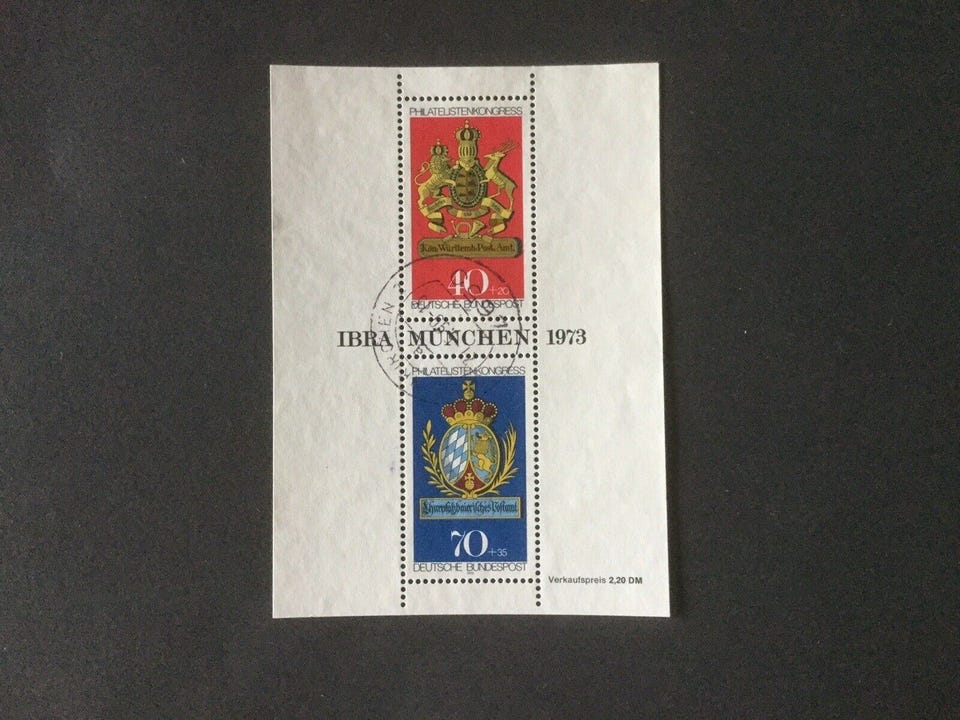 PHILATELISTENKONGRESS
Kön. Württemb. Post. Amt.
40 +20
DEUTSCHE BUNDESPOST
IBRA MÜNCHEN 1973
PHILATELISTENKONGRESS
Churpfalzbaierisches Postamt
70 +35
DEUTSCHE BUNDESPOST
Verkaufspreis 2,20 DM